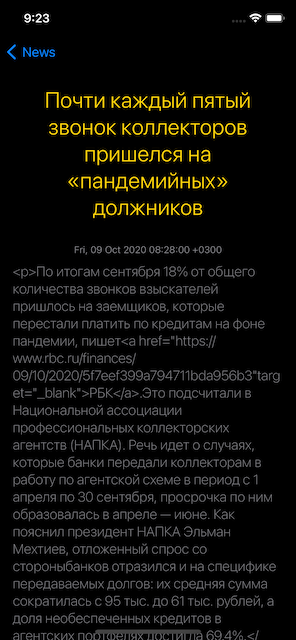 9:23
News
Почти каждый пятый
звонок коллекторов
пришелся на
«пандемийных»
должников
Fri, 09 Oct 2020 08:28:00 +0300
<p>По итогам сентября 18% от общего
количества звонков взыскателей
пришлось на заемщиков, которые
перестали платить по кредитам на фоне
пандемии, пишет<a href="https://
www.rbc.ru/finances/
09/10/2020/5f7eef399a794711bda956b3"targ
et="_blank">РБК</a>.Это подсчитали в
Национальной ассоциации
профессиональных коллекторских
агентств (НАПКА). Речь идет о случаях,
которые банки передали коллекторам в
работу по агентской схеме в период с 1
апреля по 30 сентября, просрочка по ним
образовалась в апреле — июне. Как
пояснил президент НАПКА Эльман
Мехтиев, отложенный спрос со
стороныбанков отразился и на специфике
передаваемых долгов: их средняя сумма
сократилась с 95 тыс. до 61 тыс. рублей, а
доля необеспеченных кредитов в
агентских портфелях достигла 69,4%.</